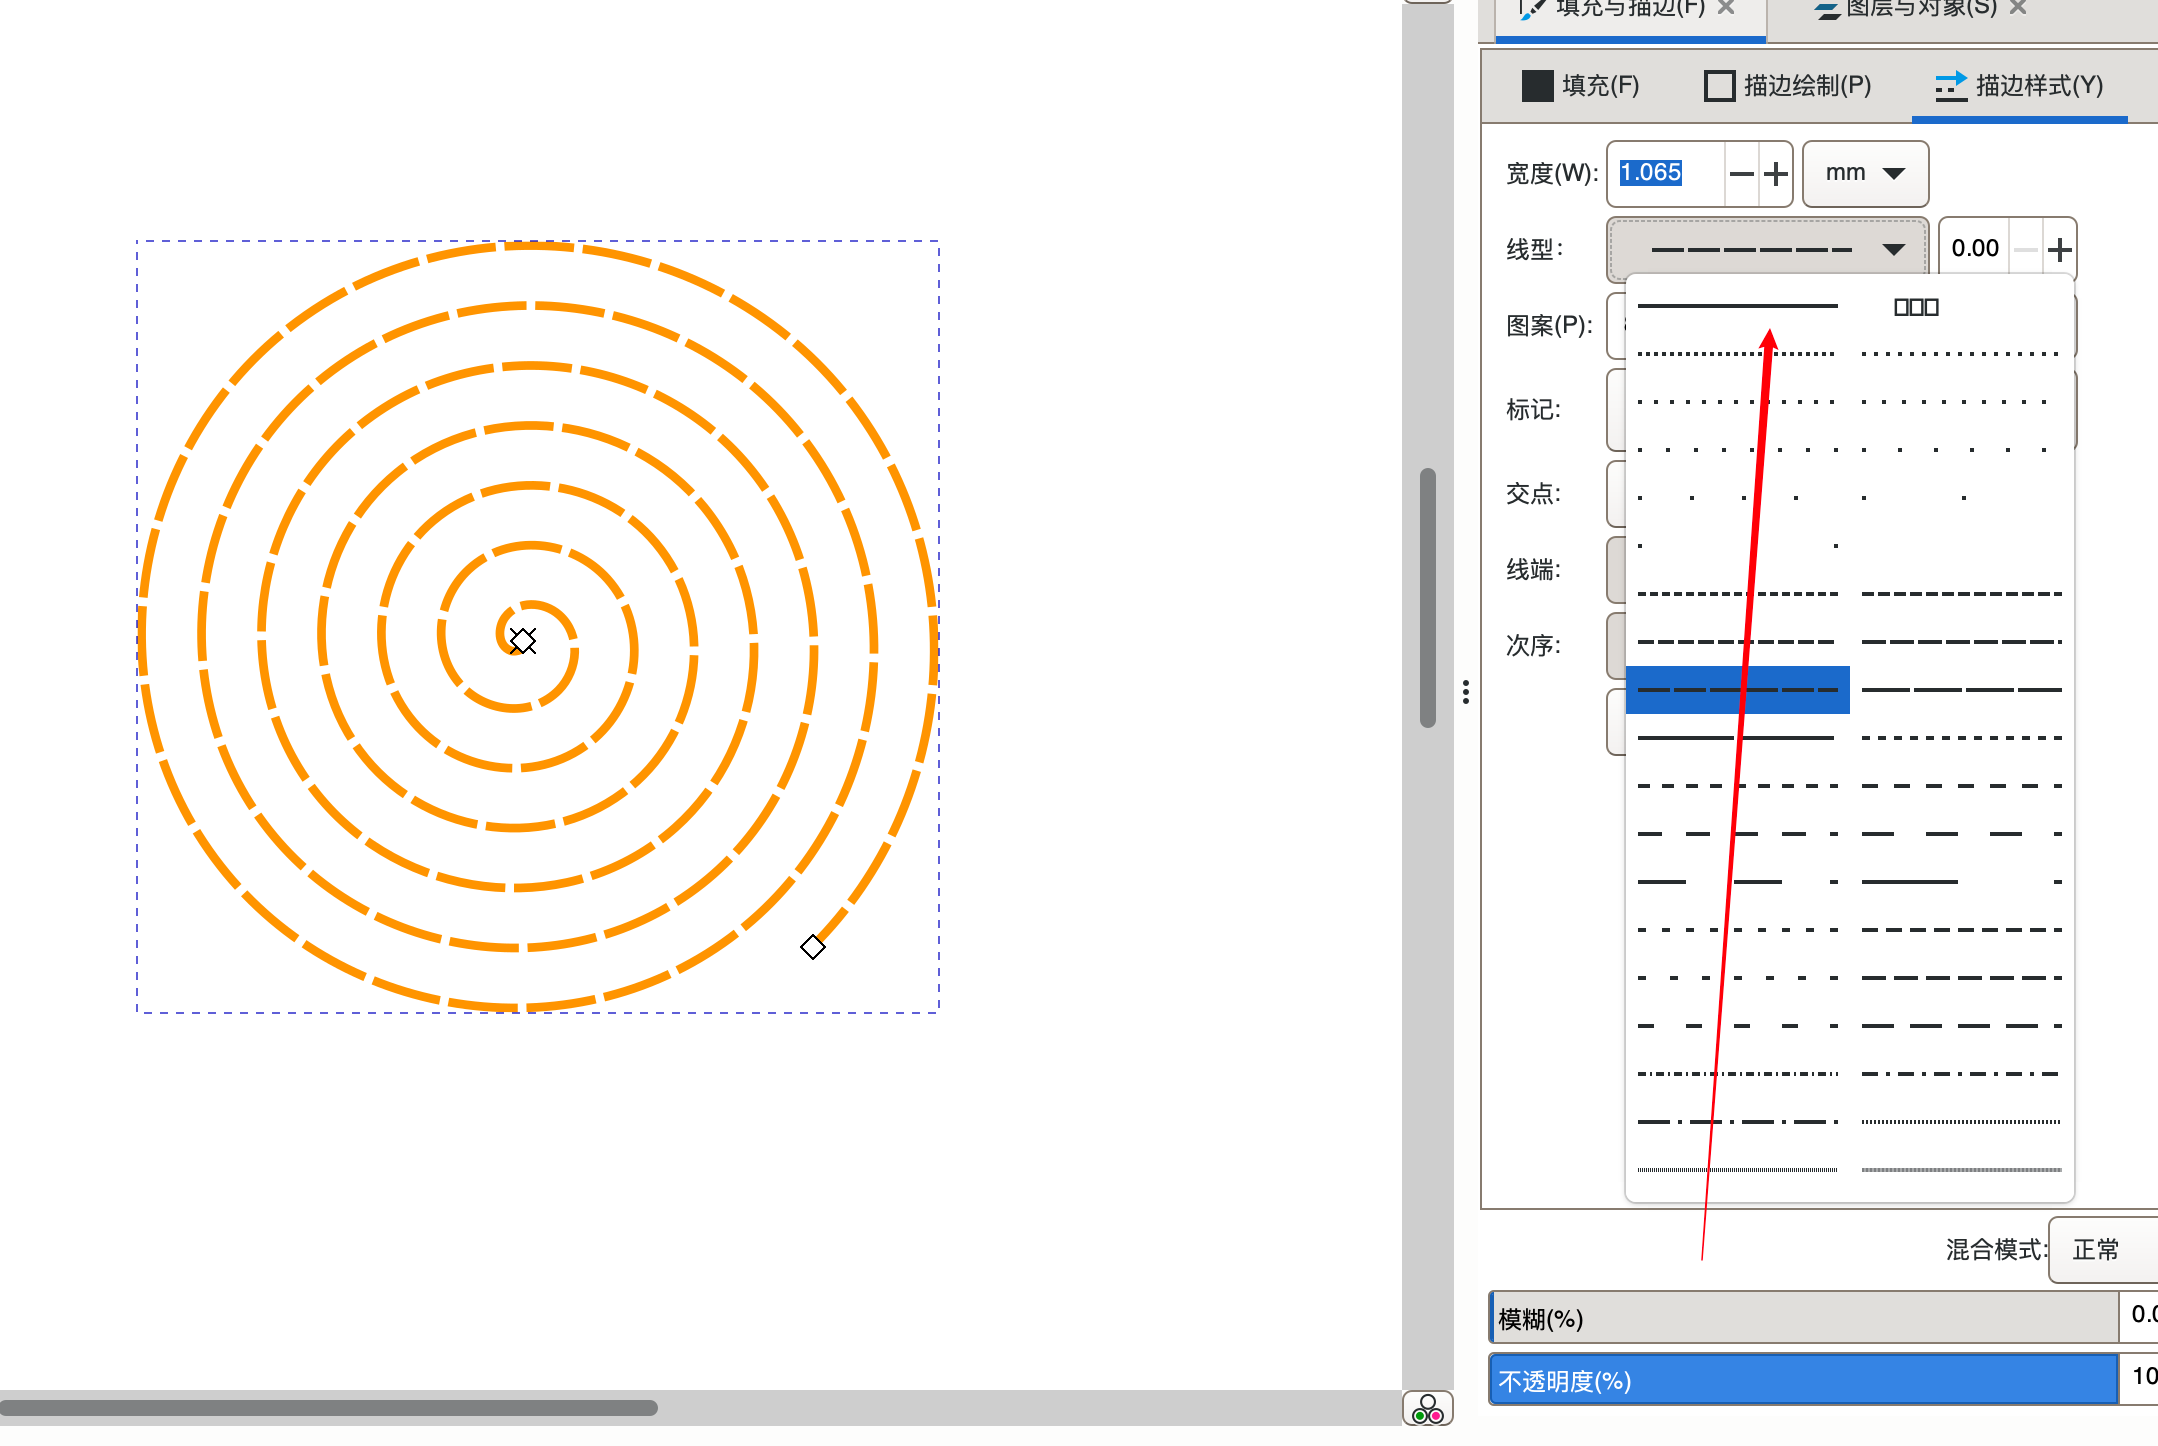 填充与描边(F) 图层与对象(S)
填充(F) 描边绘制(P) 描边样式(Y)
宽度(W): 1.065 mm
线型: 0.00
图案(P):
标记:
交点:
线端:
次序:
混合模式: 正常
模糊(%) 0.0
不透明度(%) 10